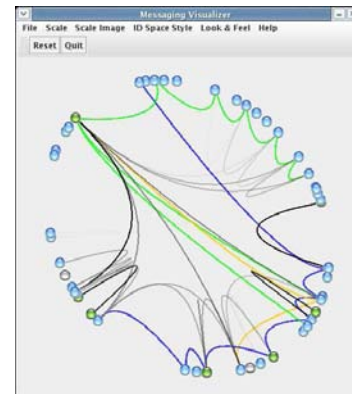 Messaging Visualizer
File Scale Scale Image ID Space Style Look & Feel Help
Reset Quit